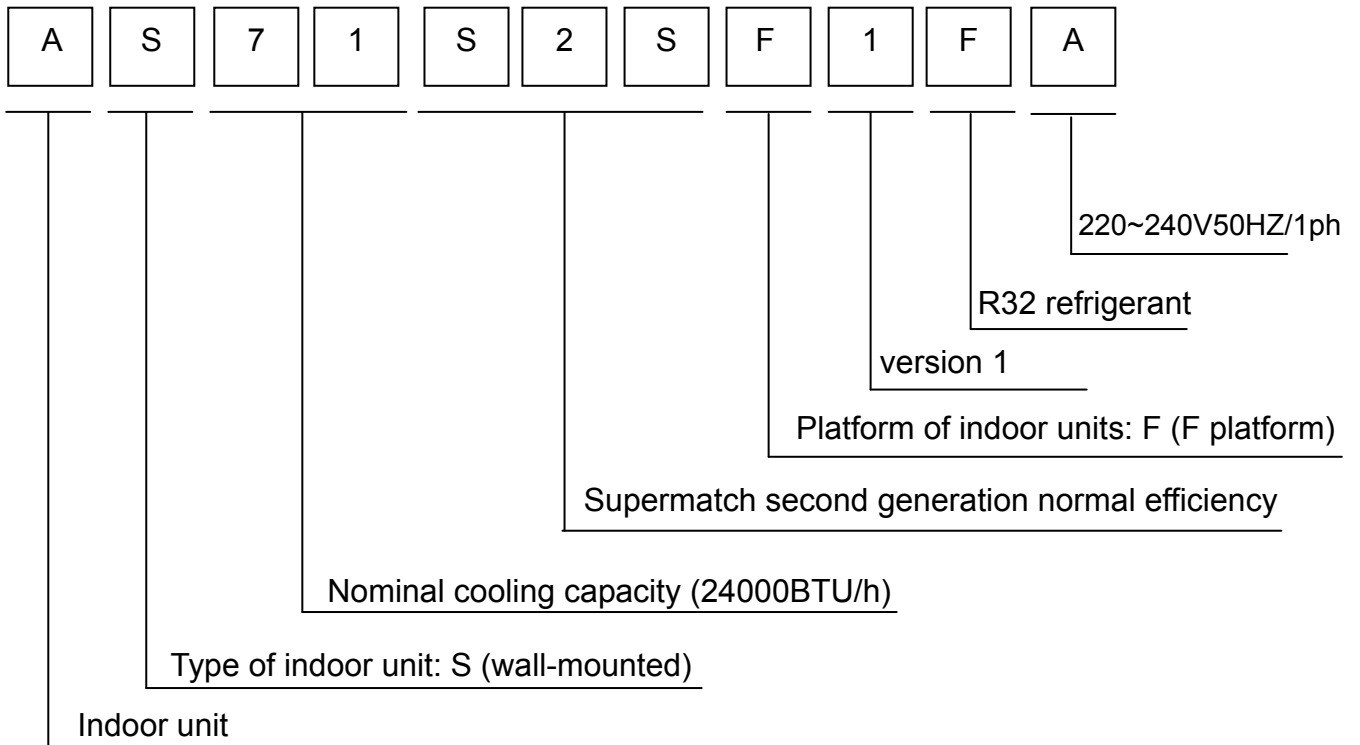 A S 7 1 S 2 S F 1 F A
220~240V50HZ/1ph
R32 refrigerant
version 1
Platform of indoor units: F (F platform)
Supermatch second generation normal efficiency
Nominal cooling capacity (24000BTU/h)
Type of indoor unit: S (wall-mounted)
Indoor unit